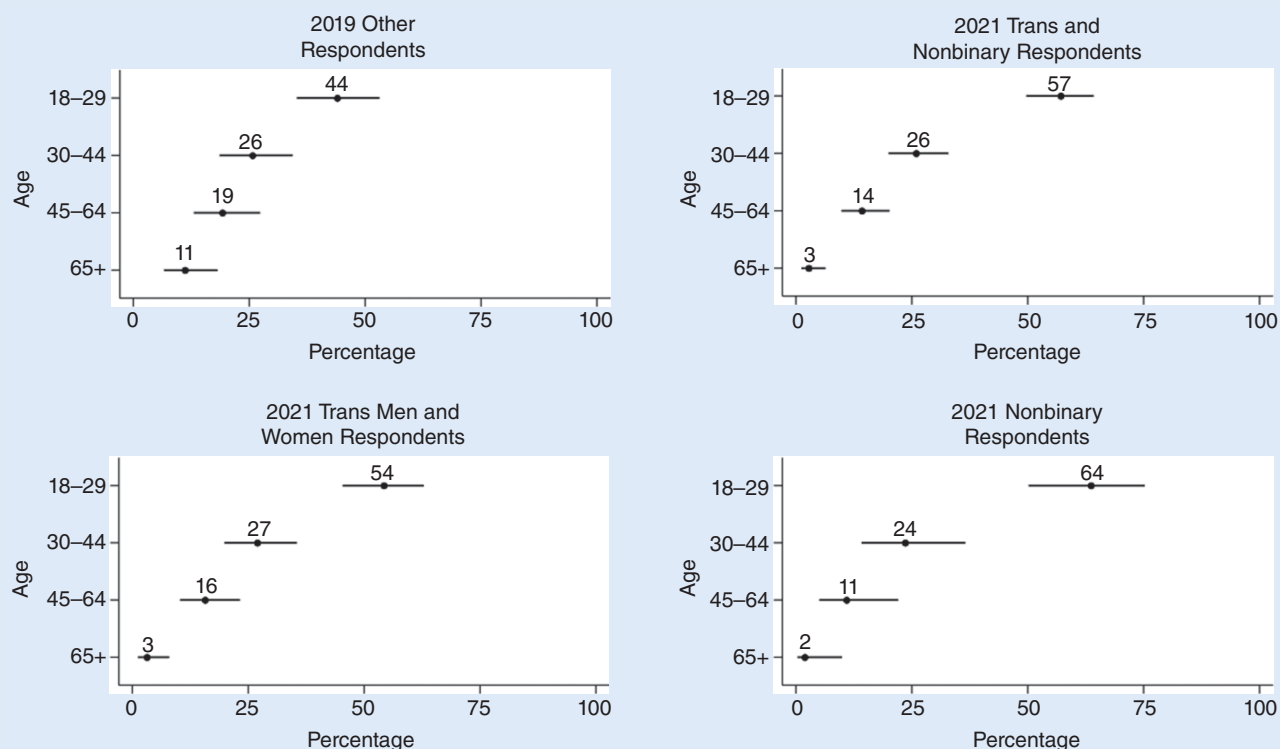 2019 Other
Respondents
44
18–29
26
30–44
19
45–64
11
65+
Age
0 25 50 75 100
Percentage
2021 Trans and
Nonbinary Respondents
57
18–29
26
30–44
14
45–64
3
65+
Age
0 25 50 75 100
Percentage
2021 Trans Men and
Women Respondents
54
18–29
27
30–44
16
45–64
3
65+
Age
0 25 50 75 100
Percentage
2021 Nonbinary
Respondents
64
18–29
24
30–44
11
45–64
2
65+
Age
0 25 50 75 100
Percentage